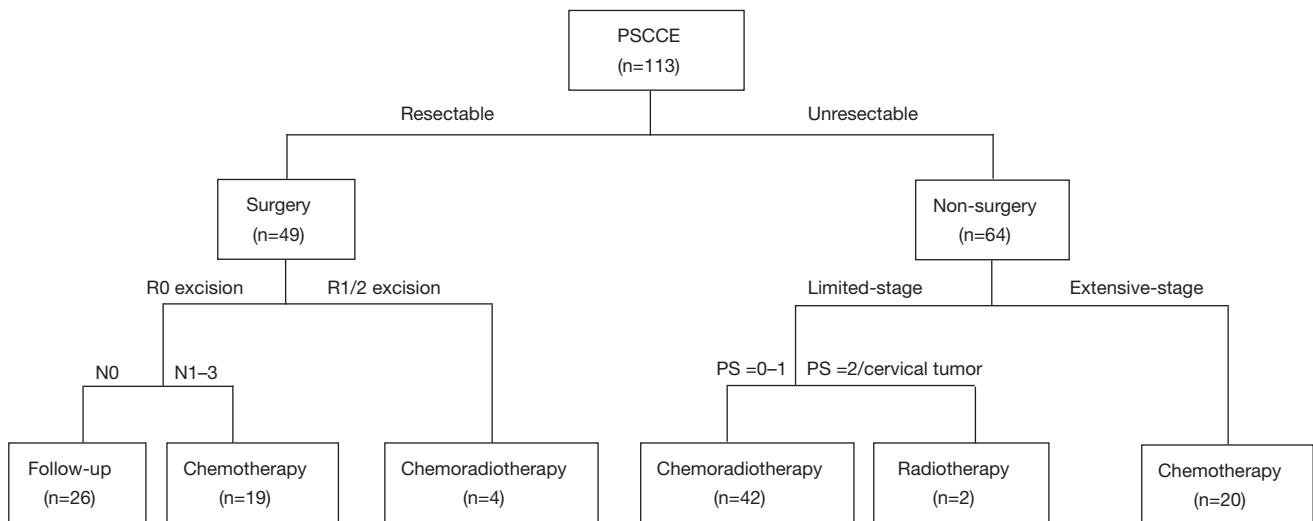 PSCCE
(n=113)
Resectable
Unresectable
Surgery
(n=49)
Non-surgery
(n=64)
R0 excision
R1/2 excision
Limited-stage
Extensive-stage
N0
N1–3
PS =0–1
PS =2/cervical tumor
Follow-up
(n=26)
Chemotherapy
(n=19)
Chemoradiotherapy
(n=4)
Chemoradiotherapy
(n=42)
Radiotherapy
(n=2)
Chemotherapy
(n=20)